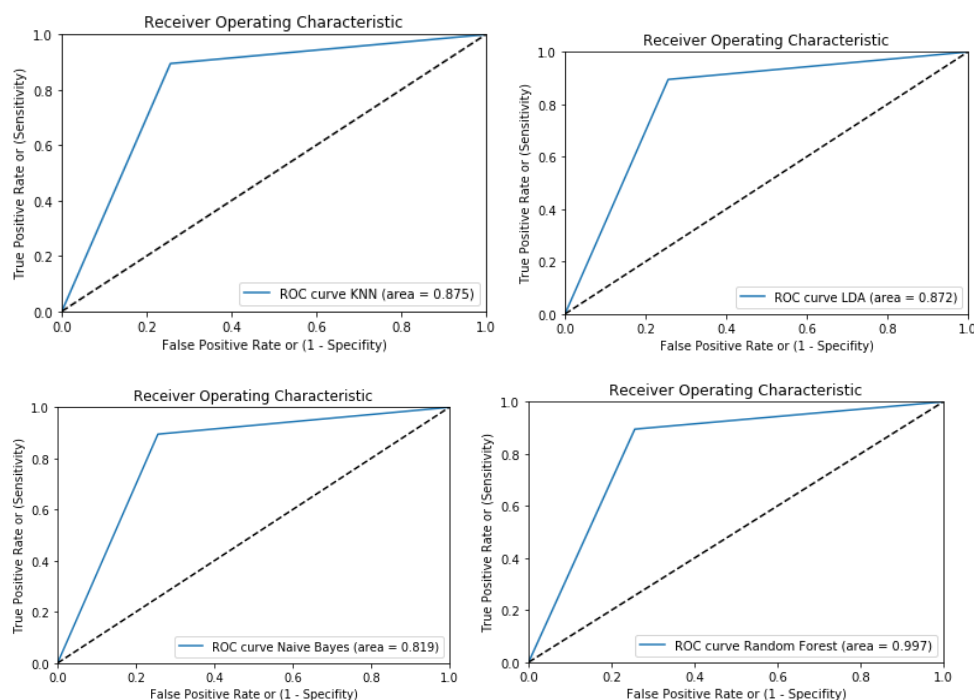 Receiver Operating Characteristic
1.0
0.8
0.6
0.4
0.2
0.0
True Positive Rate or (Sensitivity)
ROC curve KNN (area = 0.875)
0.0 0.2 0.4 0.6 0.8 1.0
False Positive Rate or (1 - Specifity)
Receiver Operating Characteristic
1.0
0.8
0.6
0.4
0.2
0.0
True Positive Rate or (Sensitivity)
ROC curve LDA (area = 0.872)
0.0 0.2 0.4 0.6 0.8 1.0
False Positive Rate or (1 - Specifity)
Receiver Operating Characteristic
1.0
0.8
0.6
0.4
0.2
0.0
True Positive Rate or (Sensitivity)
ROC curve Naive Bayes (area = 0.819)
0.0 0.2 0.4 0.6 0.8 1.0
False Positive Rate or (1 - Specifity)
Receiver Operating Characteristic
1.0
0.8
0.6
0.4
0.2
0.0
True Positive Rate or (Sensitivity)
ROC curve Random Forest (area = 0.997)
0.0 0.2 0.4 0.6 0.8 1.0
False Positive Rate or (1 - Specifity)